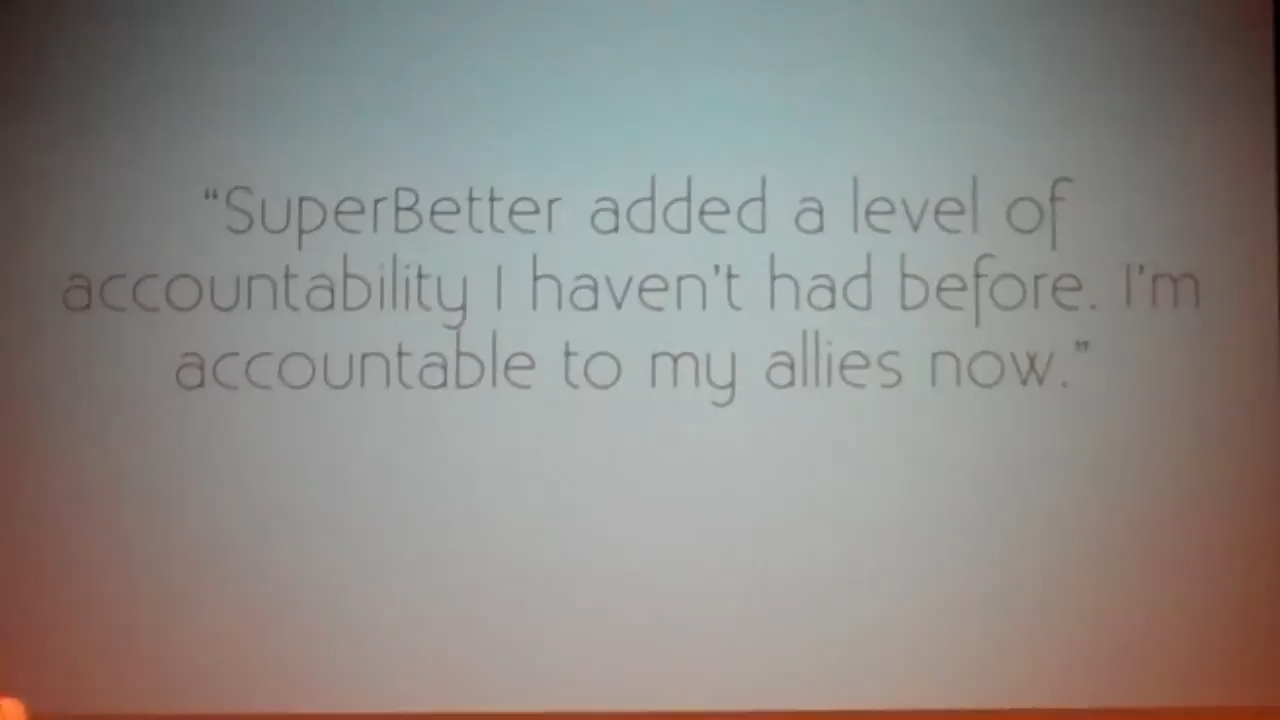 “SuperBetter added a level of
accountability I haven't had before. I'm
accountable to my allies now.”